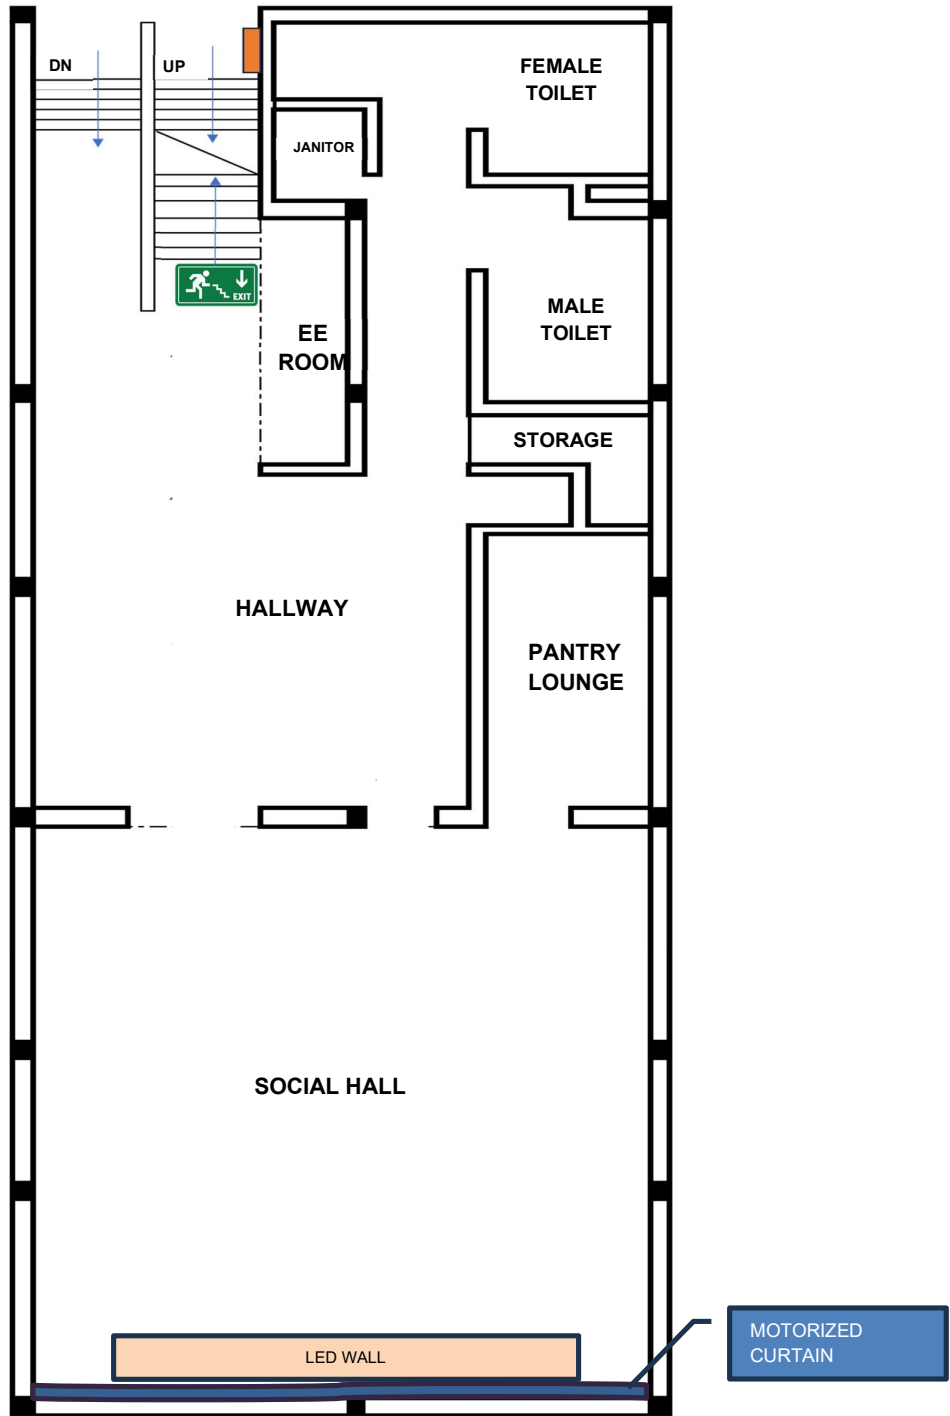 DN
UP
FEMALE
TOILET
JANITOR
EXIT
MALE
TOILET
EE
ROOM
STORAGE
HALLWAY
PANTRY
LOUNGE
SOCIAL HALL
MOTORIZED
CURTAIN
LED WALL